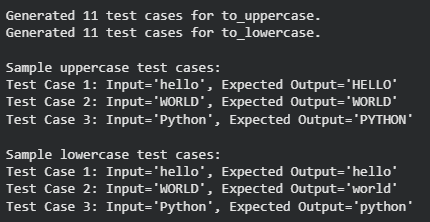 Generated 11 test cases for to_uppercase.
Generated 11 test cases for to_lowercase.
Sample uppercase test cases:
Test Case 1: Input='hello', Expected Output='HELLO'
Test Case 2: Input='WORLD', Expected Output='WORLD'
Test Case 3: Input='Python', Expected Output='PYTHON'
Sample lowercase test cases:
Test Case 1: Input='hello', Expected Output='hello'
Test Case 2: Input='WORLD', Expected Output='world'
Test Case 3: Input='Python', Expected Output='python'